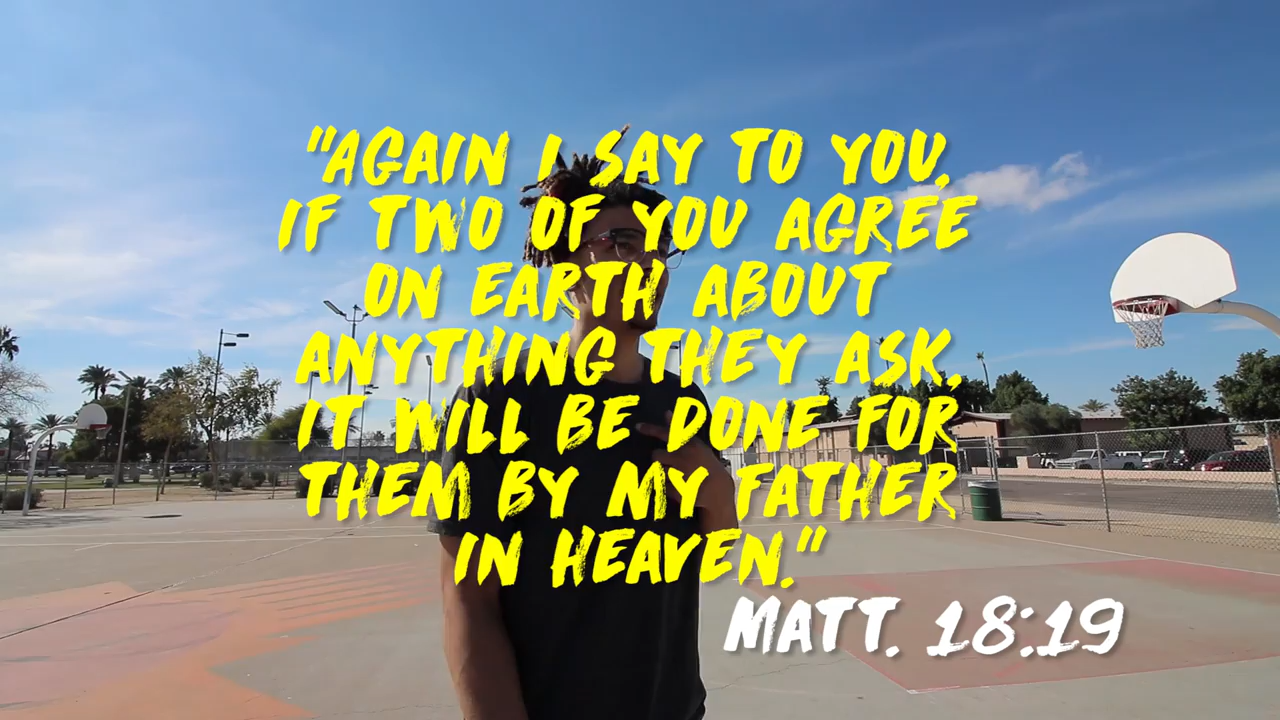 "AGAIN I SAY TO YOU,
IF TWO OF YOU AGREE
ON EARTH ABOUT
ANYTHING THEY ASK,
IT WILL BE DONE FOR
THEM BY MY FATHER
IN HEAVEN."
MATT. 18:19